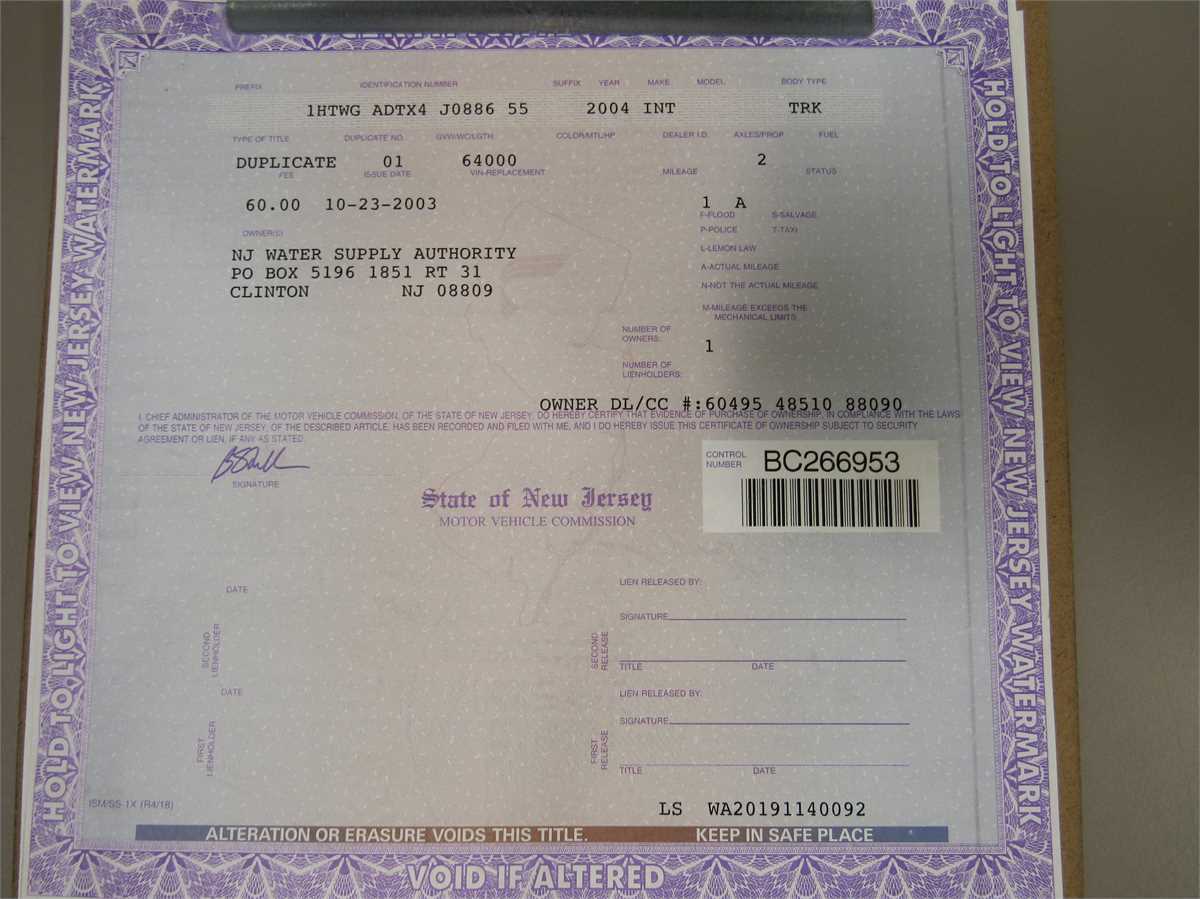 PREFIX IDENTIFICATION NUMBER SUFFIX YEAR MAKE MODEL BODY TYPE
1HTWG ADTX4 J0886 55 2004 INT TRK
TYPE OF TITLE DUPLICATE NO. GVW/WC/LGTH COLOR/MTL/HP DEALER I.D. AXLES/PROP FUEL
DUPLICATE 01 64000 2
FEE ISSUE DATE VIN-REPLACEMENT MILEAGE STATUS
60.00 10-23-2003 1 A
F-FLOOD S-SALVAGE
P-POLICE T-TAXI
OWNER(S)
NJ WATER SUPPLY AUTHORITY
PO BOX 5196 1851 RT 31
CLINTON NJ 08809
L-LEMON LAW
A-ACTUAL MILEAGE
N-NOT THE ACTUAL MILEAGE
M-MILEAGE EXCEEDS THE
MECHANICAL LIMITS
NUMBER OF
OWNERS: 1
NUMBER OF
LIENHOLDERS:
OWNER DL/CC #:60495 48510 88090
I, CHIEF ADMINISTRATOR OF THE MOTOR VEHICLE COMMISSION, OF THE STATE OF NEW JERSEY, DO HEREBY CERTIFY THAT EVIDENCE OF PURCHASE OF OWNERSHIP, IN COMPLIANCE WITH THE LAWS
OF THE STATE OF NEW JERSEY, OF THE DESCRIBED ARTICLE, HAS BEEN RECORDED AND FILED WITH ME, AND I DO HEREBY ISSUE THIS CERTIFICATE OF OWNERSHIP SUBJECT TO SECURITY
AGREEMENT OR LIEN, IF ANY AS STATED.
SIGNATURE
CONTROL
NUMBER BC266953
State of New Jersey
MOTOR VEHICLE COMMISSION
DATE
SECOND
LIENHOLDER
DATE
FIRST
LIENHOLDER
LIEN RELEASED BY:
SIGNATURE
SECOND
RELEASE
TITLE DATE
LIEN RELEASED BY:
SIGNATURE
FIRST
RELEASE
TITLE DATE
ISM/SS-1X (R4/18)
LS WA20191140092
ALTERATION OR ERASURE VOIDS THIS TITLE. KEEP IN SAFE PLACE
VOID IF ALTERED
HOLD TO LIGHT TO VIEW NEW JERSEY WATERMARK
HOLD TO LIGHT TO VIEW NEW JERSEY WATERMARK